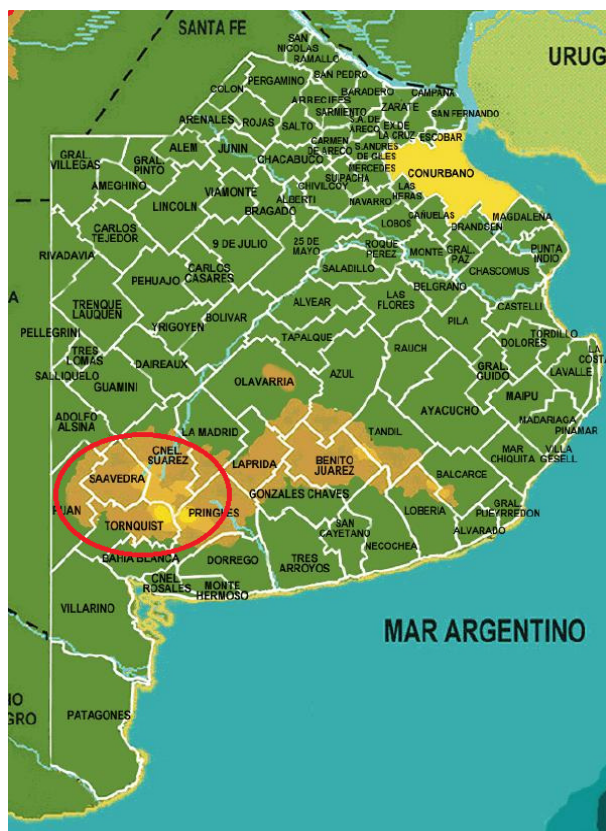 SANTA FE
SAN
NICOLAS
RAMALLO
URUG
COLON
PERGAMINO
SAN PEDRO
BARADERO
CAMPANA
ARRECIFES
ZARATE
SAN FERNANDO
ARENALES
ROJAS
SALTO
SARMIENTO
S.A. DE
ARECO
EX DE
LA CRUZ
ESCOBAR
GRAL.
VILLEGAS
GRAL.
PINTO
ALEM
JUNIN
CHACABUCO
CARMEN
DE ARECO
S.ANDRES
DE GILES
MERCEDES
SUIPACHA
CONURBANO
AMEGHINO
LINCOLN
VIAMONTE
BRAGADO
ALBERTI
CHIVILCOY
NAVARRO
LAS
HERAS
CAÑUELAS
LOBOS
BRANDSEN
MAGDALENA
CARLOS
TEJEDOR
9 DE JULIO
25 DE
MAYO
ROQUE
PEREZ
MONTE
GRAL.
PAZ
PUNTA
INDIO
RIVADAVIA
PEHUAJO
CARLOS
CASARES
SALADILLO
CHASCOMUS
BELGRANO
A
TRENQUE
LAUQUEN
YRIGOYEN
BOLIVAR
ALVEAR
LAS
FLORES
PILA
CASTELLI
PELLEGRINI
TRES
LOMAS
SALLIQUELO
DAIREAUX
TAPALQUE
RAUCH
TORDILLO
DOLORES
LA
COSTA
GUAMINI
OLAVARRIA
AZUL
GRAL.
GUIDO
LAVALLE
MAIPU
ADOLFO
ALSINA
LA MADRID
AYACUCHO
MADARIAGA
PINAMAR
TANDIL
CNEL
SUAREZ
LAPRIDA
BENITO
JUAREZ
MAR
CHIQUITA
VILLA
GESELL
SAAVEDRA
BALCARCE
PUAN
TORNQUIST
PRINGLES
GONZALES CHAVES
LOBERIA
GRAL.
PUEYRREDON
ALVARADO
SAN
CAYETANO
NECOCHEA
BAHIA BLANCA
DORREGO
TRES
ARROYOS
CNEL
ROSALES
MONTE
HERMOSO
VILLARINO
MAR ARGENTINO
IO
GRO
PATAGONES